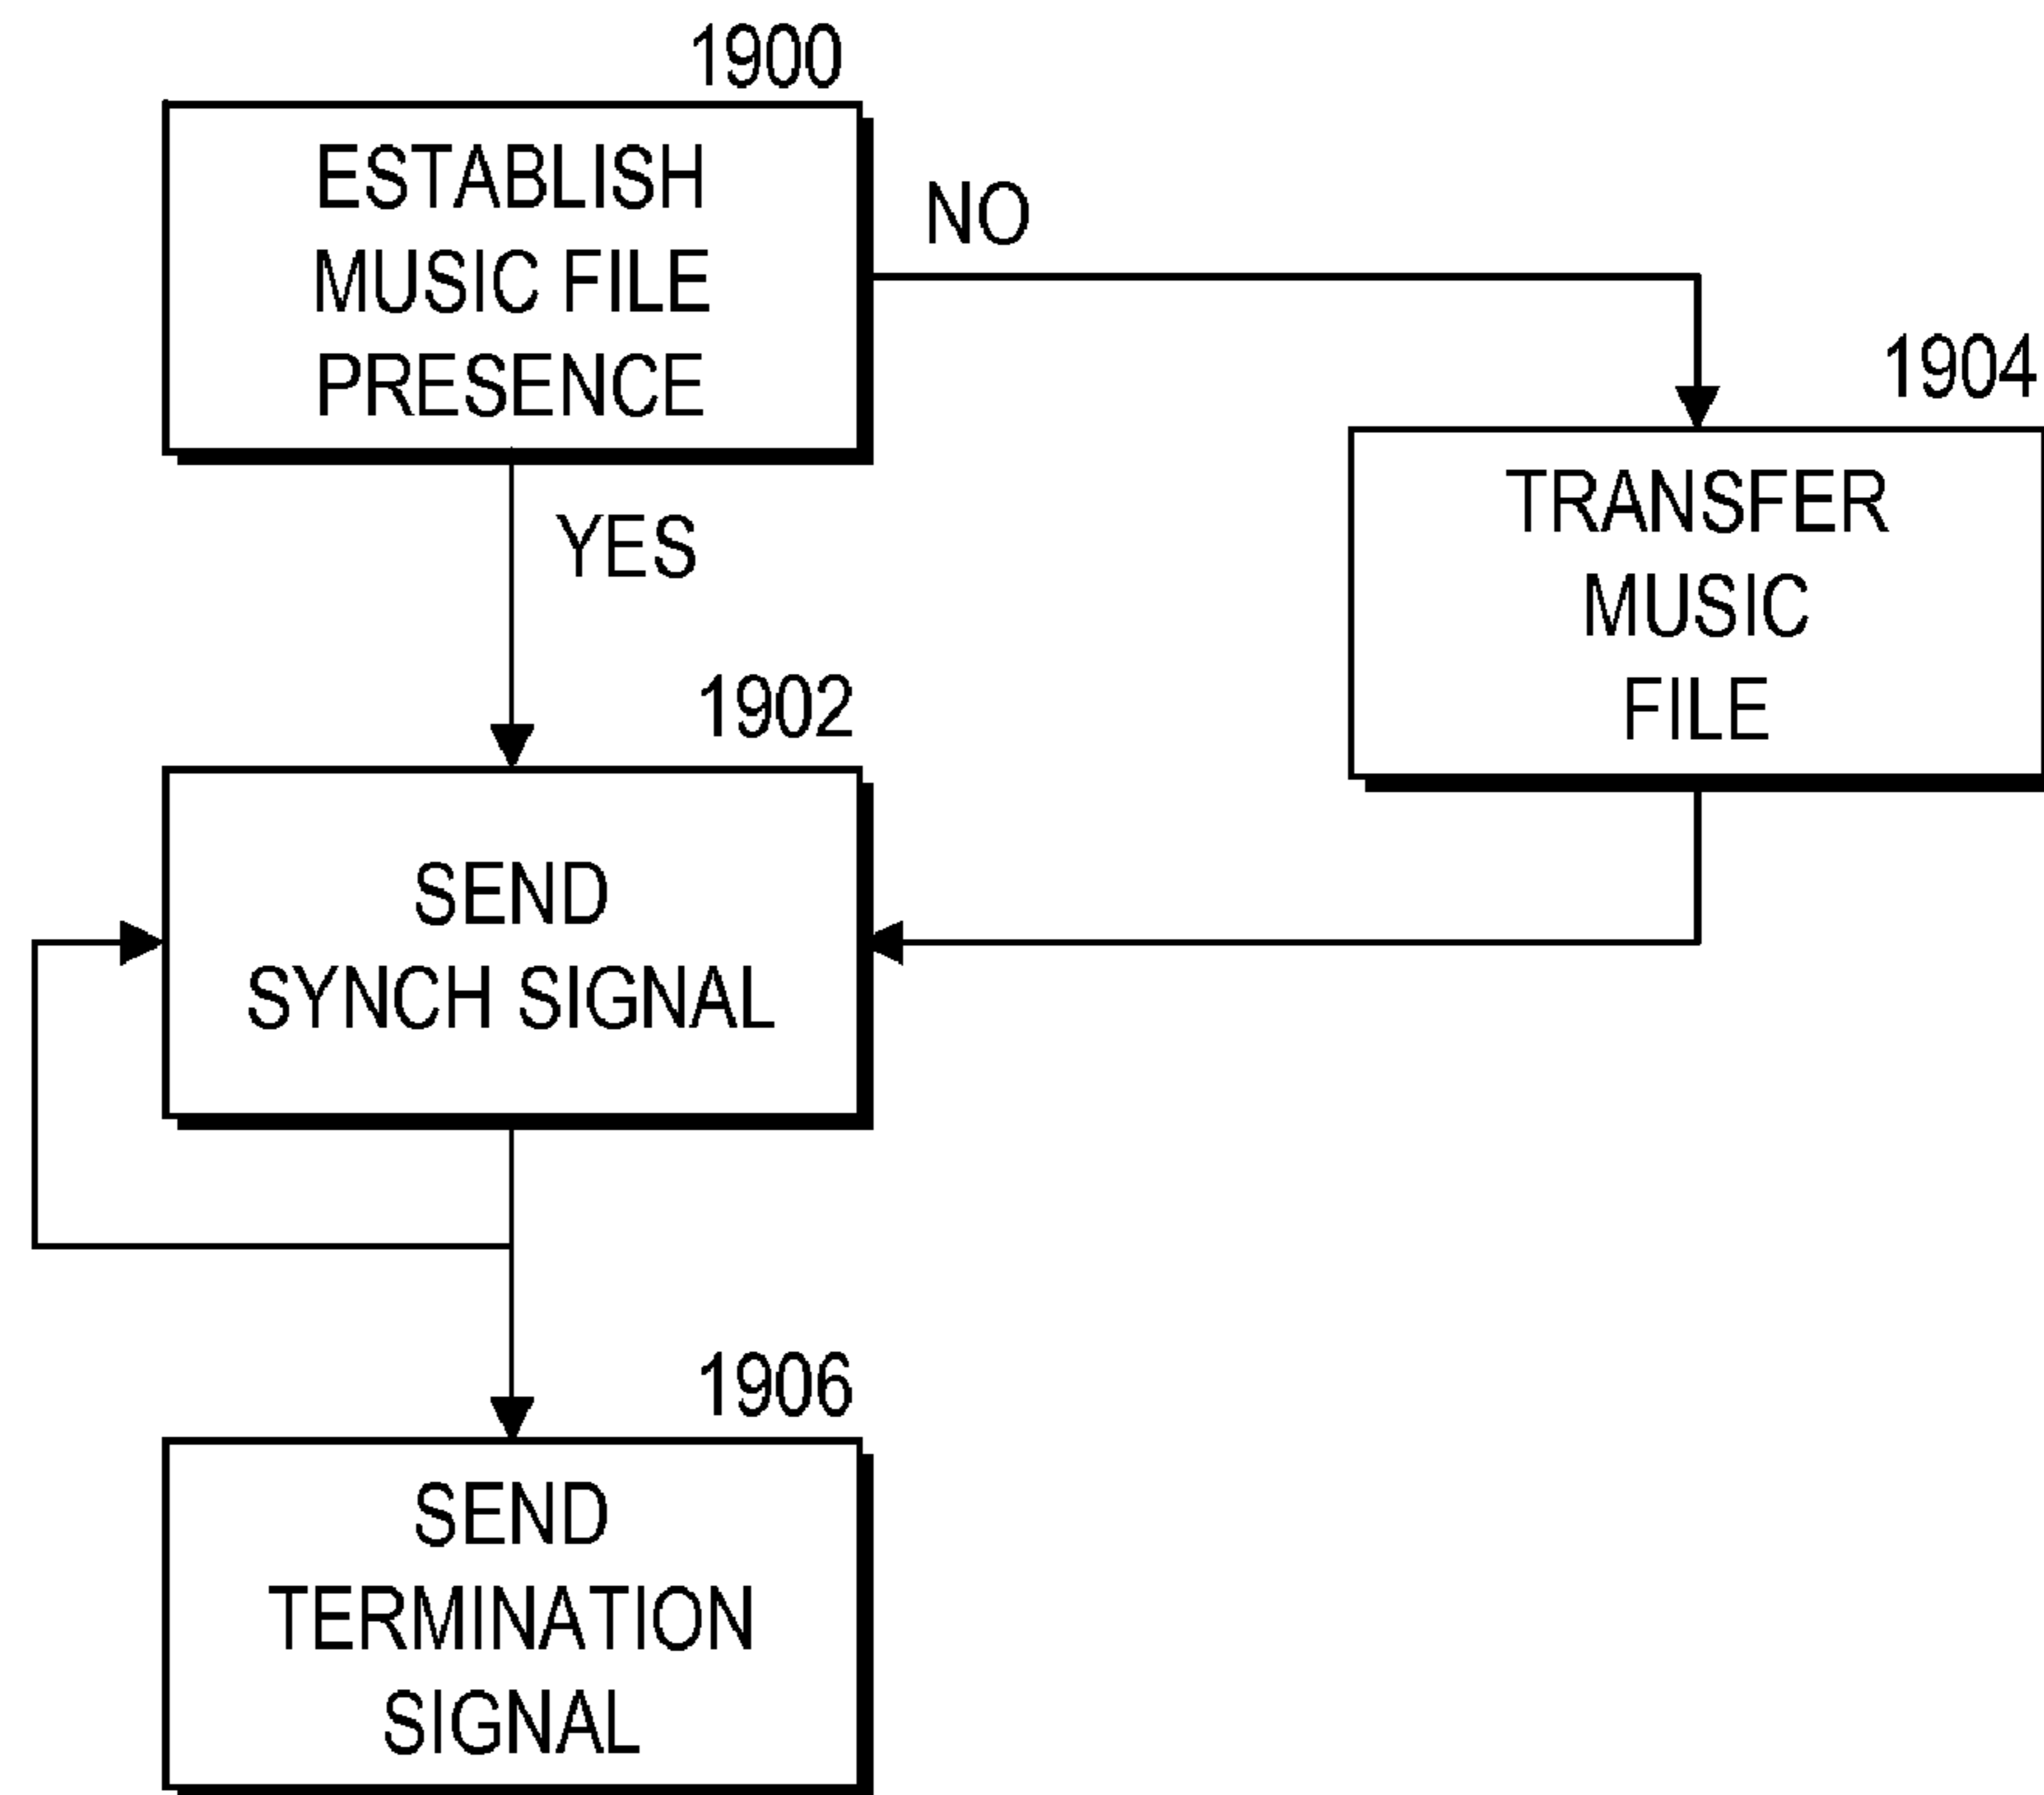 1900
ESTABLISH
MUSIC FILE
PRESENCE
NO
1904
TRANSFER
MUSIC
FILE
YES
1902
SEND
SYNCH SIGNAL
1906
SEND
TERMINATION
SIGNAL